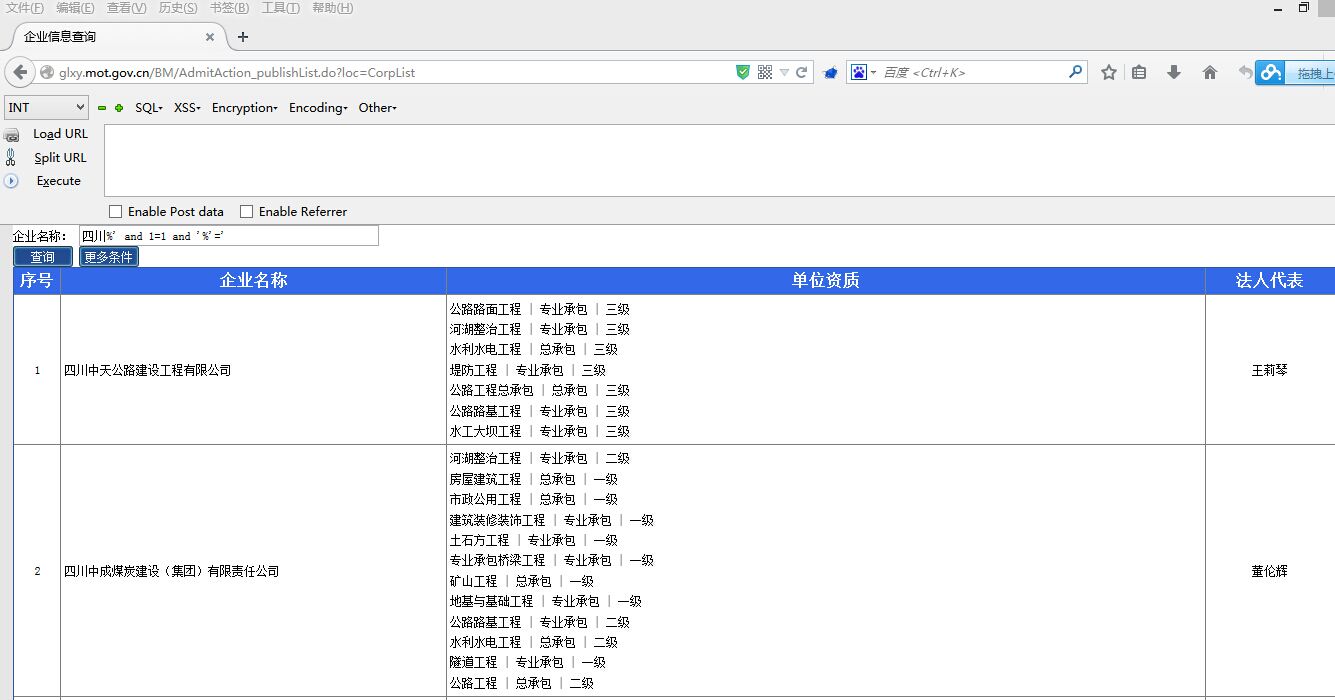 文件(F) 编辑(E) 查看(V) 历史(S) 书签(B) 工具(T) 帮助(H)
企业信息查询
glxy.mot.gov.cn/BM/AdmitAction_publishList.do?loc=CorpList
百度 <Ctrl+K>
拖拽上
INT SQL XSS Encryption Encoding Other
Load URL
Split URL
Execute
Enable Post data Enable Referrer
企业名称: 四川%' and 1=1 and '%'='
查询 更多条件
序号 企业名称 单位资质 法人代表
公路路面工程 | 专业承包 | 三级
河湖整治工程 | 专业承包 | 三级
水利水电工程 | 总承包 | 三级
1 四川中天公路建设工程有限公司 堤防工程 | 专业承包 | 三级 王莉琴
公路工程总承包 | 总承包 | 三级
公路路基工程 | 专业承包 | 三级
水工大坝工程 | 专业承包 | 三级
河湖整治工程 | 专业承包 | 二级
房屋建筑工程 | 总承包 | 一级
市政公用工程 | 总承包 | 一级
建筑装修装饰工程 | 专业承包 | 一级
土石方工程 | 专业承包 | 一级
专业承包桥梁工程 | 专业承包 | 一级
2 四川中成煤炭建设（集团）有限责任公司 董伦辉
矿山工程 | 总承包 | 一级
地基与基础工程 | 专业承包 | 一级
公路路基工程 | 专业承包 | 二级
水利水电工程 | 总承包 | 二级
隧道工程 | 专业承包 | 一级
公路工程 | 总承包 | 二级